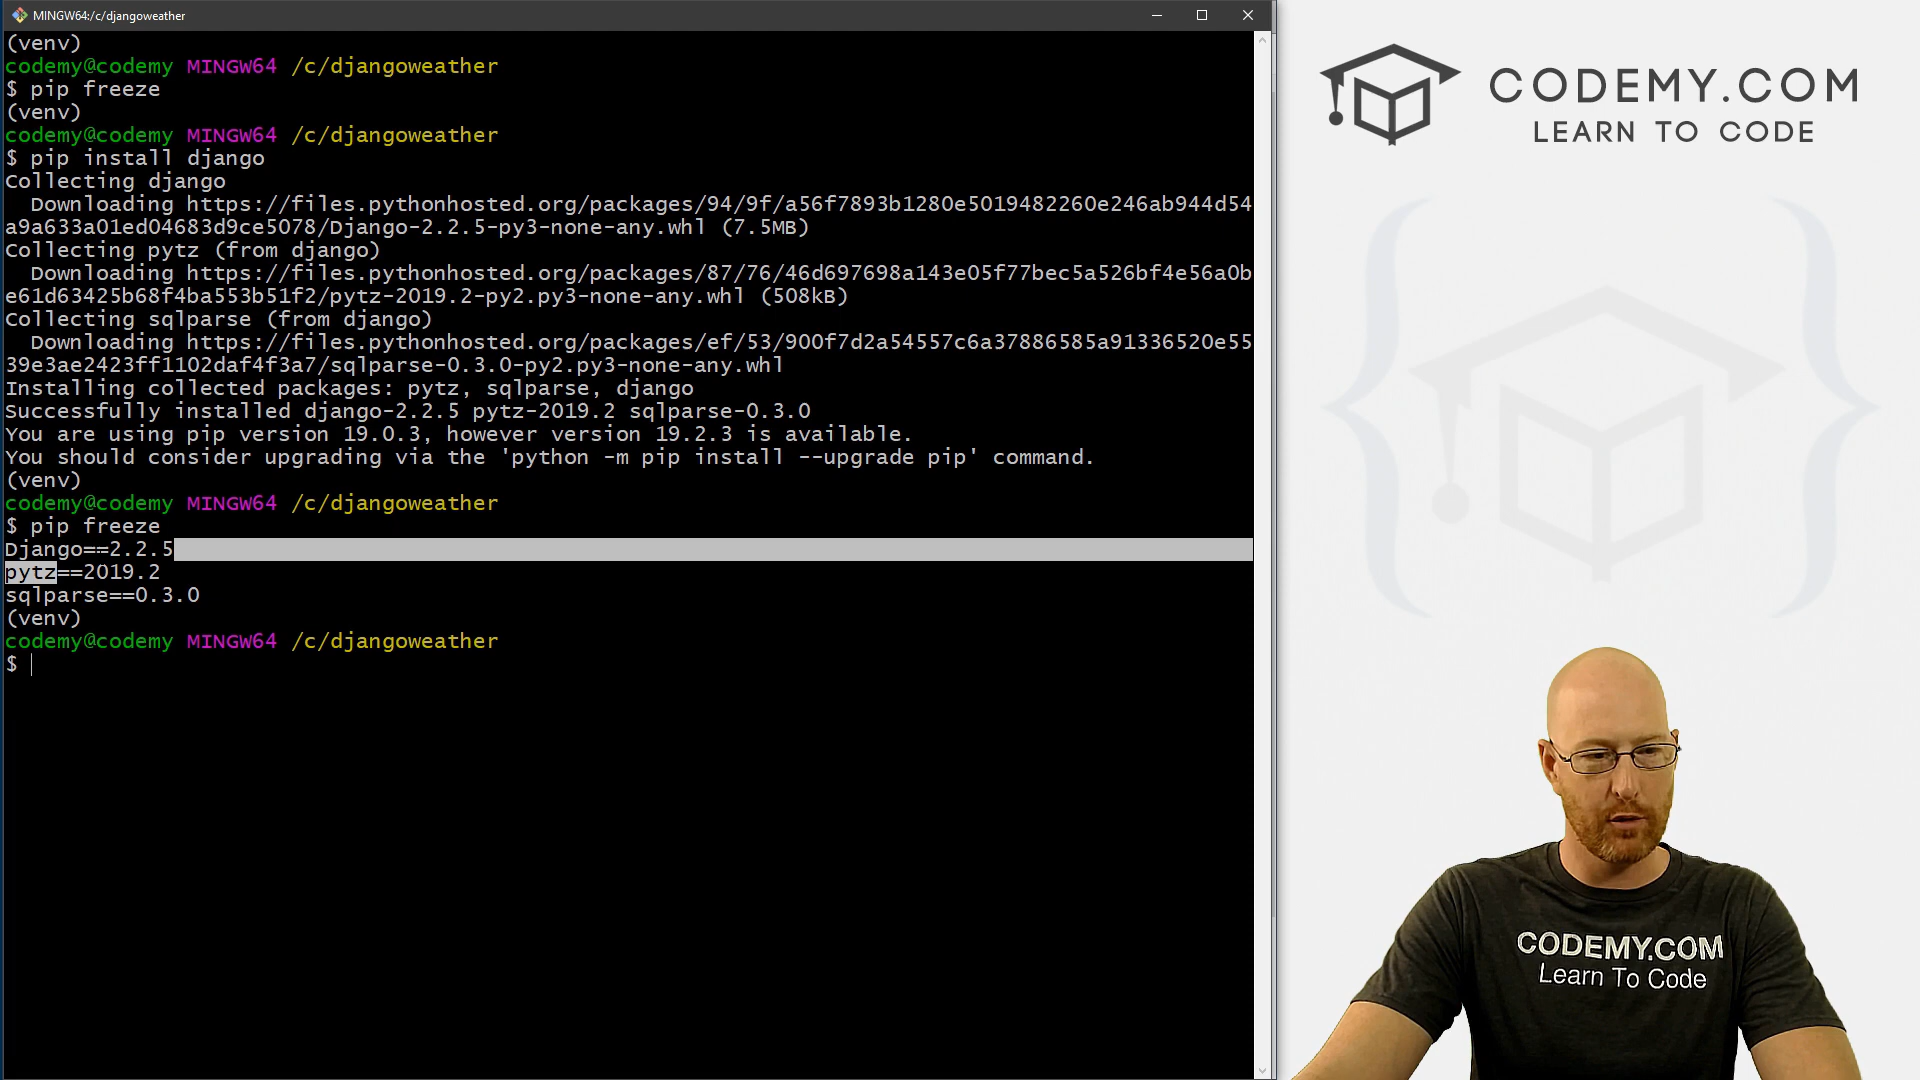 MINGW64:/c/djangoweather
(venv)
codemy@codemy MINGW64 /c/djangoweather
$ pip freeze
(venv)
codemy@codemy MINGW64 /c/djangoweather
$ pip install django
Collecting django
  Downloading https://files.pythonhosted.org/packages/94/9f/a56f7893b1280e5019482260e246ab944d54
a9a633a01ed04683d9ce5078/Django-2.2.5-py3-none-any.whl (7.5MB)
Collecting pytz (from django)
  Downloading https://files.pythonhosted.org/packages/87/76/46d697698a143e05f77bec5a526bf4e56a0b
e61d63425b68f4ba553b51f2/pytz-2019.2-py2.py3-none-any.whl (508kB)
Collecting sqlparse (from django)
  Downloading https://files.pythonhosted.org/packages/ef/53/900f7d2a54557c6a37886585a91336520e55
39e3ae2423ff1102daf4f3a7/sqlparse-0.3.0-py2.py3-none-any.whl
Installing collected packages: pytz, sqlparse, django
Successfully installed django-2.2.5 pytz-2019.2 sqlparse-0.3.0
You are using pip version 19.0.3, however version 19.2.3 is available.
You should consider upgrading via the 'python -m pip install --upgrade pip' command.
(venv)
codemy@codemy MINGW64 /c/djangoweather
$ pip freeze
Django==2.2.5
pytz==2019.2
sqlparse==0.3.0
(venv)
codemy@codemy MINGW64 /c/djangoweather
$
CODEMY.COM
LEARN TO CODE
CODEMY.COM
Learn To Code